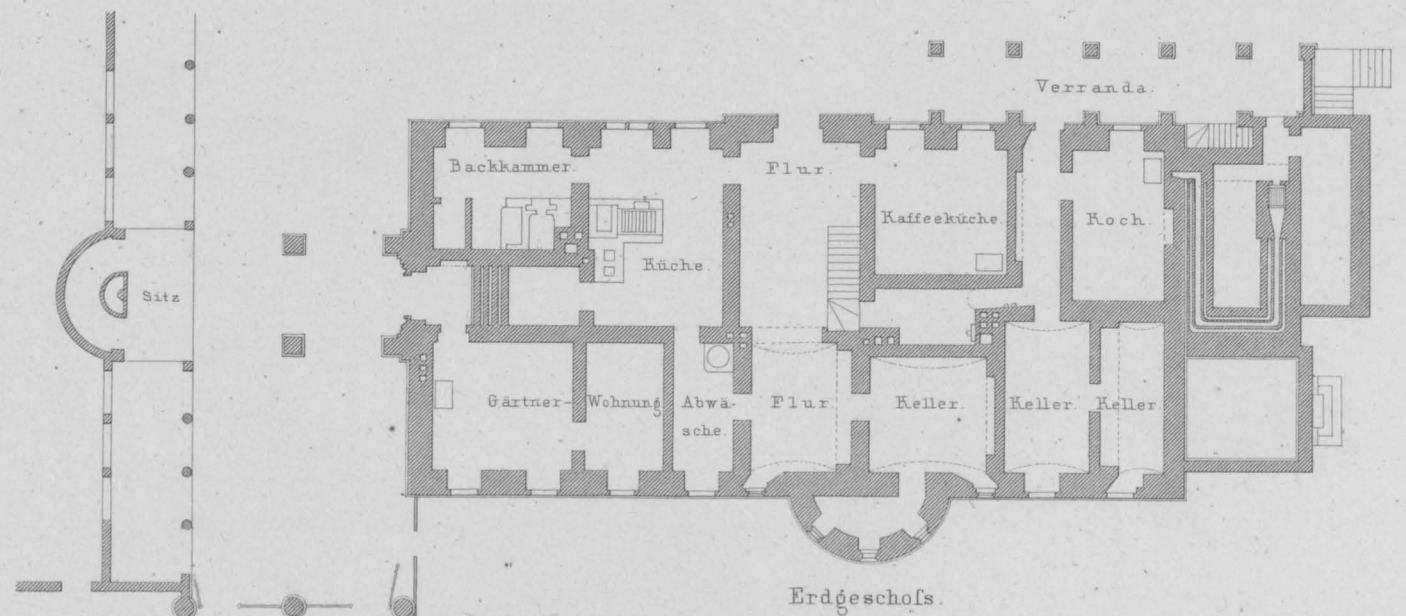 Verranda.
Backkammer. Flur.
Kaffeeküche. Koch.
Küche.
Sitz
Gärtner- Wohnung Abwä- Flur. Keller. Keller. Keller.
sche.
Erdgeschoſs.